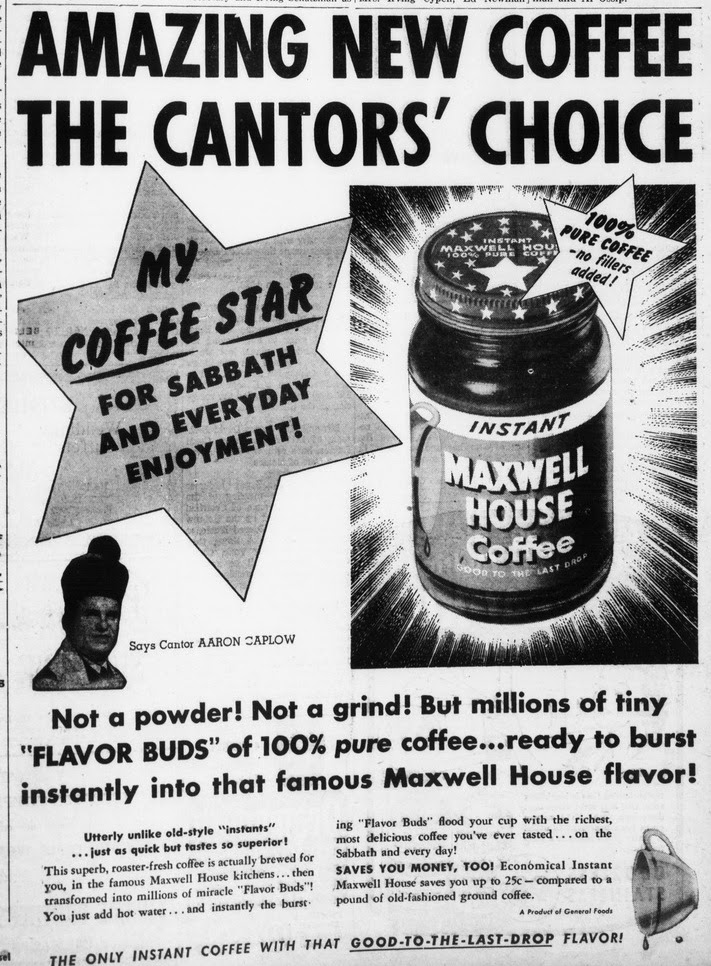 AMAZING NEW COFFEE
THE CANTORS' CHOICE
MY
COFFEE STAR
FOR SABBATH
AND EVERYDAY
ENJOYMENT!
100%
PURE COFFEE
-no fillers
added!
INSTANT
MAXWELL HOU
100% PURE COFF
INSTANT
MAXWELL
HOUSE
Coffee
GOOD TO THE LAST DROP
Says Cantor AARON CAPLOW
Not a powder! Not a grind! But millions of tiny
"FLAVOR BUDS" of 100% pure coffee...ready to burst
instantly into that famous Maxwell House flavor!
Utterly unlike old-style "instants"
...just as quick but tastes so superior!
This superb, roaster-fresh coffee is actually brewed for
you, in the famous Maxwell House kitchens...then
transformed into millions of miracle "Flavor Buds"!
You just add hot water...and instantly the burst-
ing "Flavor Buds" flood your cup with the richest,
most delicious coffee you've ever tasted...on the
Sabbath and every day!
SAVES YOU MONEY, TOO! Economical Instant
Maxwell House saves you up to 25c—compared to a
pound of old-fashioned ground coffee.
A Product of General Foods
THE ONLY INSTANT COFFEE WITH THAT GOOD-TO-THE-LAST-DROP FLAVOR!